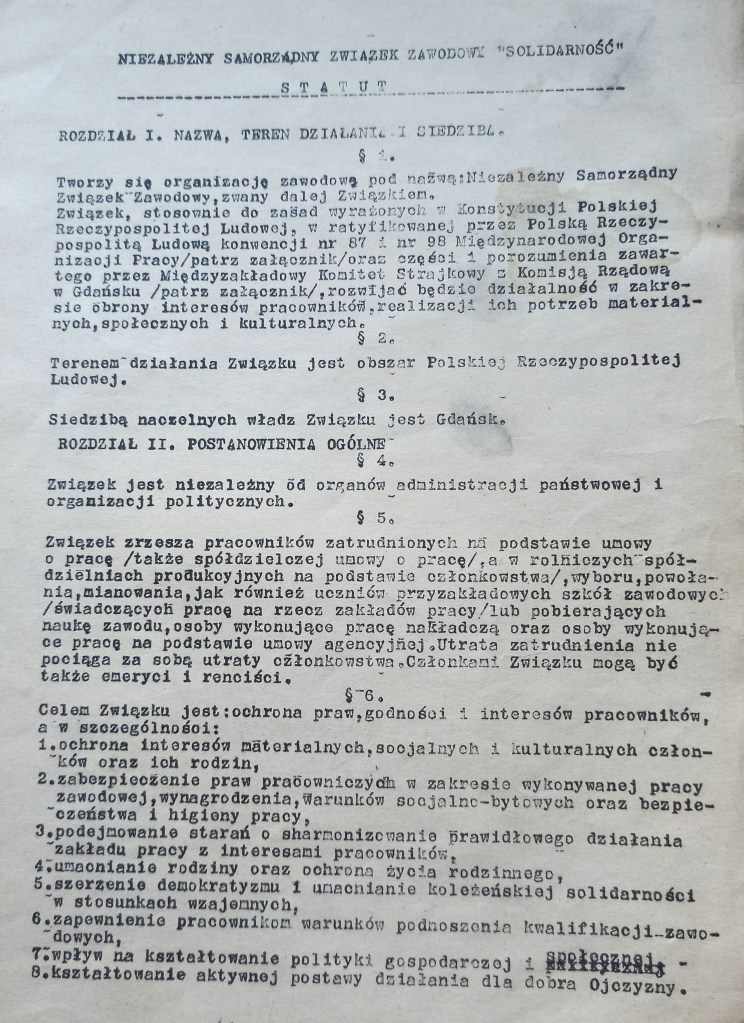 NIEZALEŻNY SAMORZĄDNY ZWIĄZEK ZAWODOWY "SOLIDARNOŚĆ"
S T A T U T
ROZDZIAŁ I. NAZWA, TEREN DZIAŁANIA I SIEDZIBA.
§ 1.
Tworzy się organizację zawodową pod nazwą:Niezależny Samorządny
Związek Zawodowy,zwany dalej Związkiem.
Związek, stosownie do zasad wyrażonych w Konstytucji Polskiej
Rzeczypospolitej Ludowej, w ratyfikowanej przez Polską Rzeczy-
pospolitą Ludową konwencji nr 87 i nr 98 Międzynarodowej Orga-
nizacji Pracy/patrz załącznik/oraz części i porozumienia zawar-
tego przez Międzyzakładowy Komitet Strajkowy z Komisją Rządową
w Gdańsku /patrz załącznik/,rozwijać będzie działalność w zakre-
sie obrony interesów pracowników,realizacji ich potrzeb material-
nych,społecznych i kulturalnych.
§ 2.
Terenem działania Związku jest obszar Polskiej Rzeczypospolitej
Ludowej.
§ 3.
Siedzibą naczelnych władz Związku jest Gdańsk.
ROZDZIAŁ II. POSTANOWIENIA OGÓLNE
§ 4.
Związek jest niezależny od organów administracji państwowej i
organizacji politycznych.
§ 5.
Związek zrzesza pracowników zatrudnionych na podstawie umowy
o pracę /także spółdzielczej umowy o pracę/,a w rolniczych spół-
dzielniach produkcyjnych na podstawie członkowstwa/,wyboru,powoła-
nia,mianowania,jak również uczniów przyzakładowych szkół zawodowych
/świadczących pracę na rzecz zakładów pracy/lub pobierających
naukę zawodu,osoby wykonujące pracę nakładczą oraz osoby wykonują-
ce pracę na podstawie umowy agencyjnej.Utrata zatrudnienia nie
pociąga za sobą utraty członkowstwa.Członkami Związku mogą być
także emeryci i renciści.
§ 6.
Celem Związku jest:ochrona praw,godności i interesów pracowników,
a w szczególności:
1.ochrona interesów materialnych,socjalnych i kulturalnych człon-
ków oraz ich rodzin,
2.zabezpieczenie praw pracowniczych w zakresie wykonywanej pracy
zawodowej,wynagrodzenia,warunków socjalno-bytowych oraz bezpie-
czeństwa i higieny pracy,
3.podejmowanie starań o sharmonizowanie prawidłowego działania
zakładu pracy z interesami pracowników,
4.umacnianie rodziny oraz ochrona życia rodzinnego,
5.szerzenie demokratyzmu i umacnianie koleżeńskiej solidarności
w stosunkach wzajemnych,
6.zapewnienie pracownikom warunków podnoszenia kwalifikacji zawo-
dowych,
7.wpływ na kształtowanie polityki gospodarczej i społecznej,
8.kształtowanie aktywnej postawy działania dla dobra Ojczyzny.